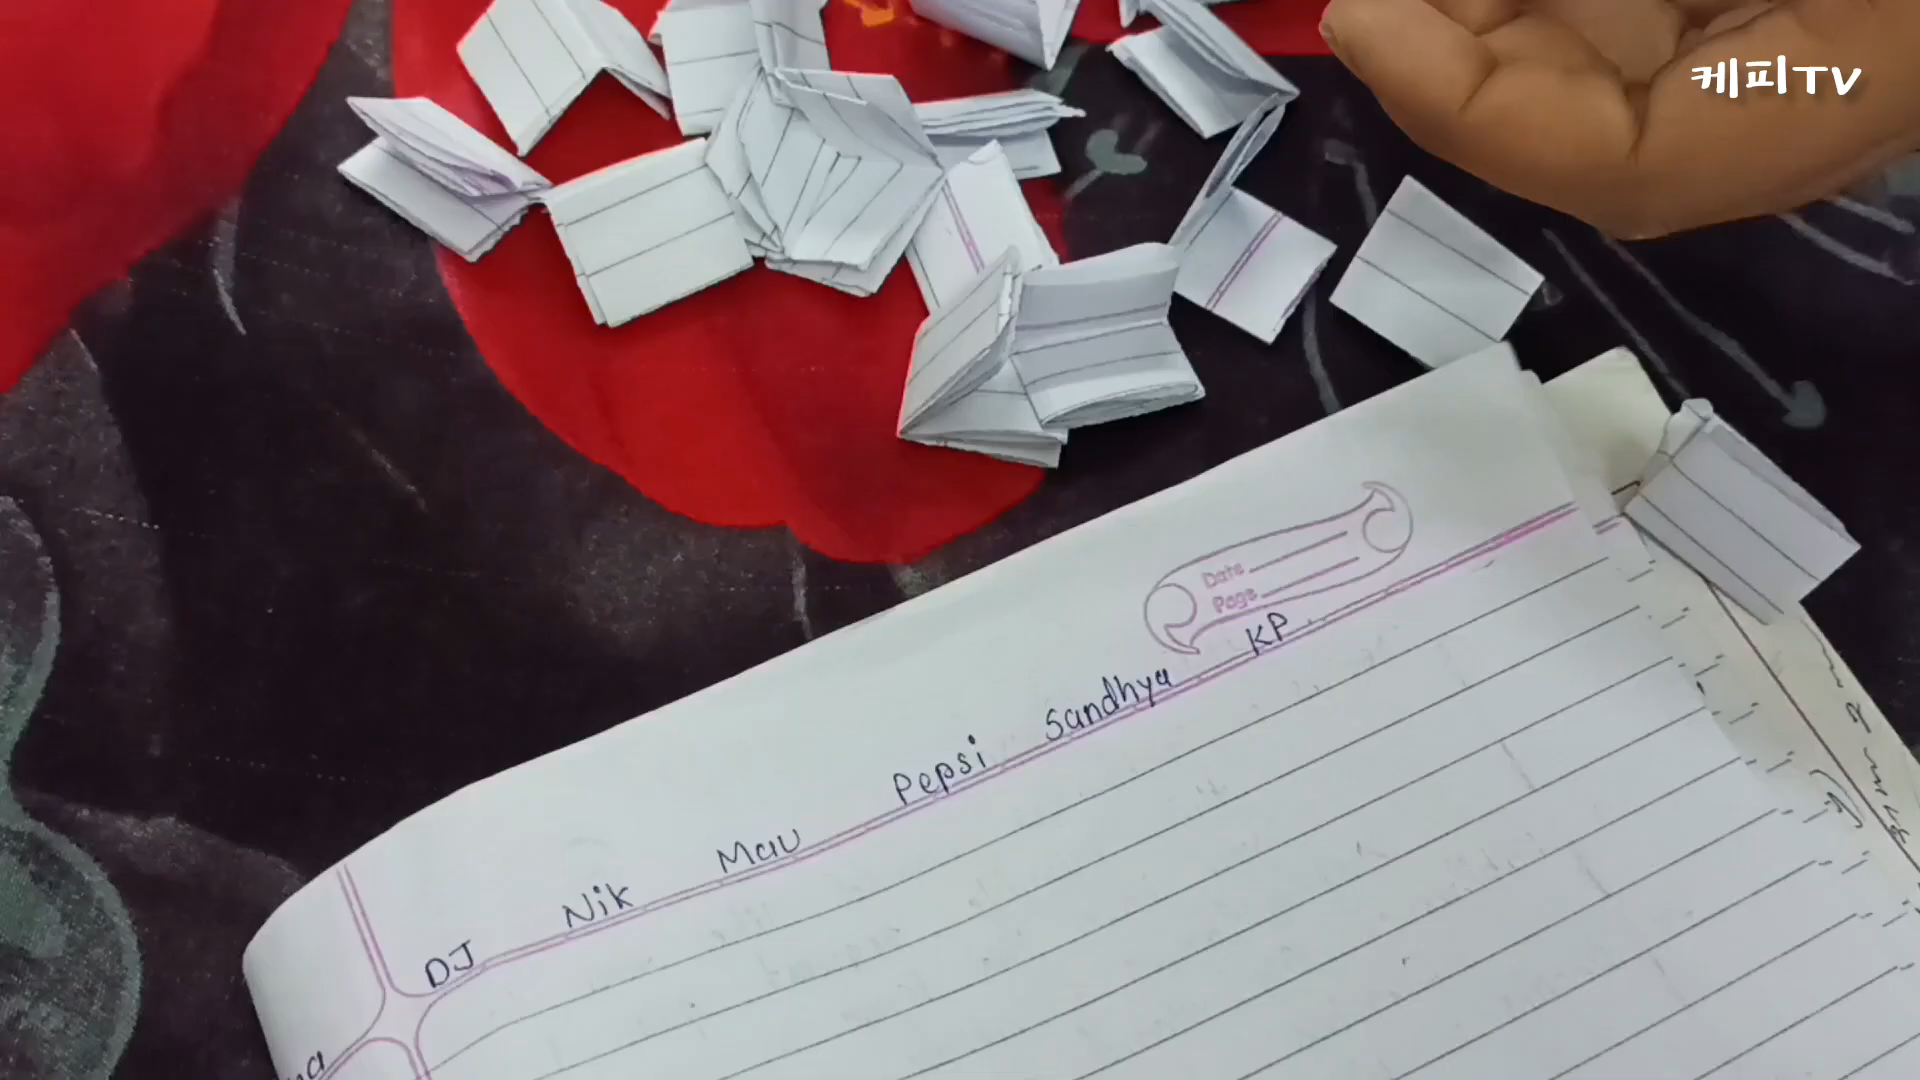 케피TV
Date
Page
DJ Nik Mau Pepsi Sandhya KP